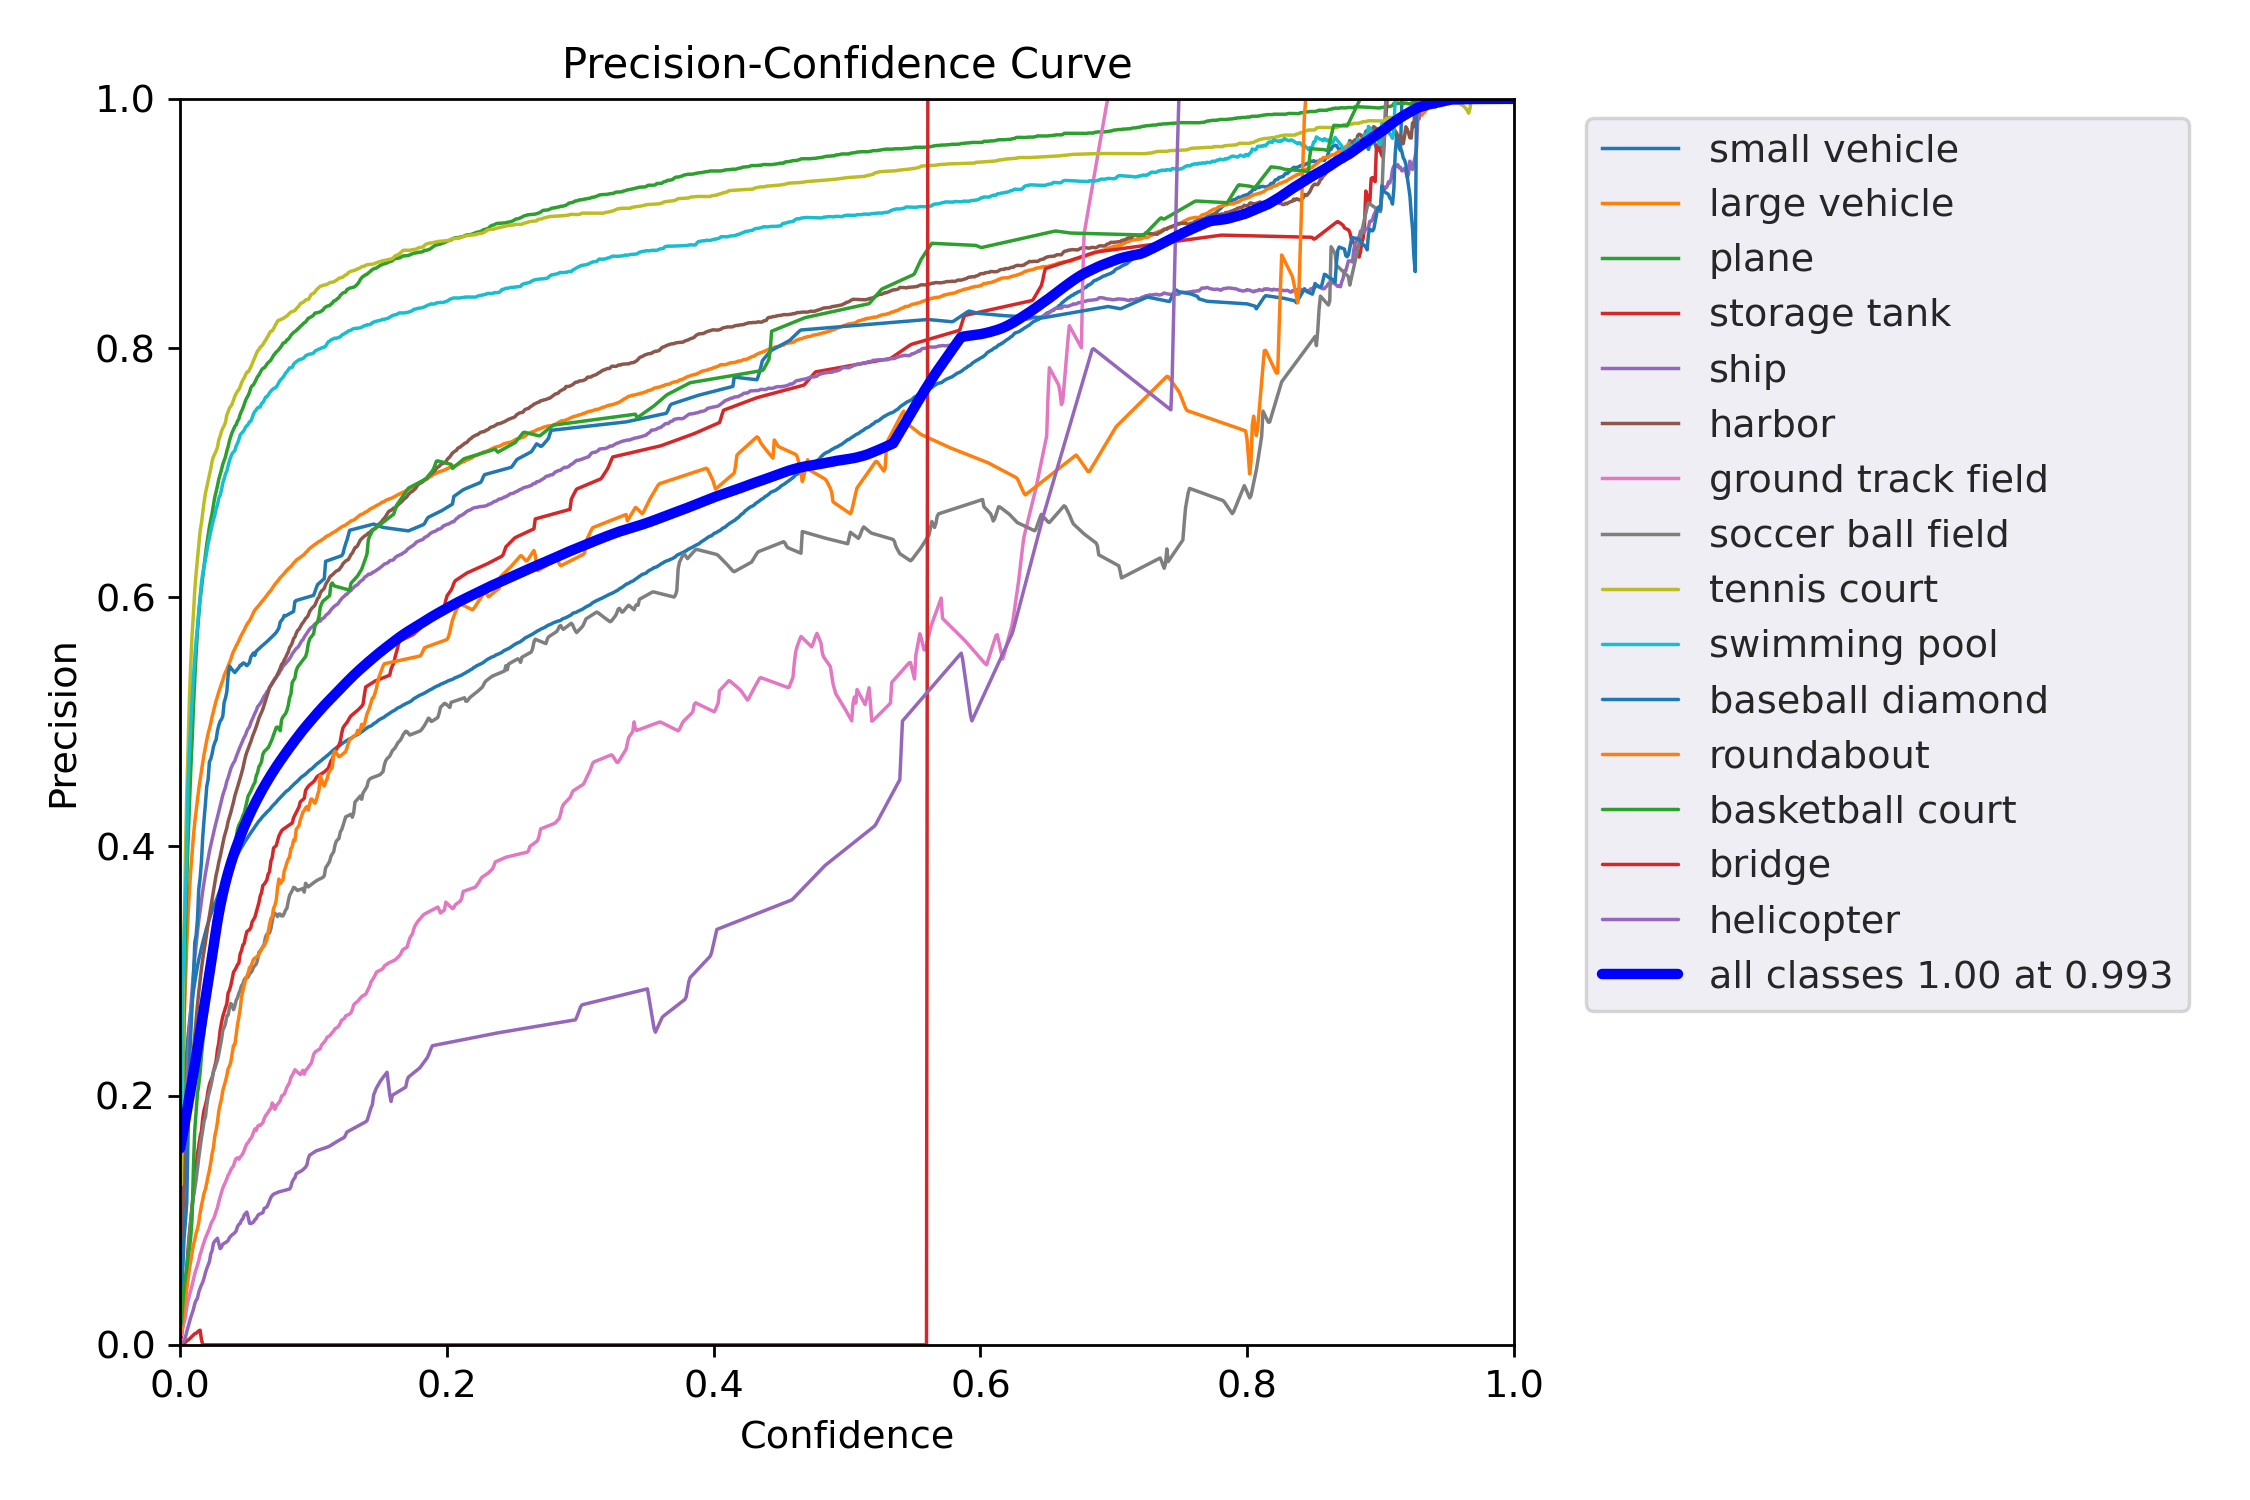 Precision-Confidence Curve
1.0
0.8
0.6
0.4
0.2
0.0
Precision
0.0 0.2 0.4 0.6 0.8 1.0
Confidence
small vehicle
large vehicle
plane
storage tank
ship
harbor
ground track field
soccer ball field
tennis court
swimming pool
baseball diamond
roundabout
basketball court
bridge
helicopter
all classes 1.00 at 0.993